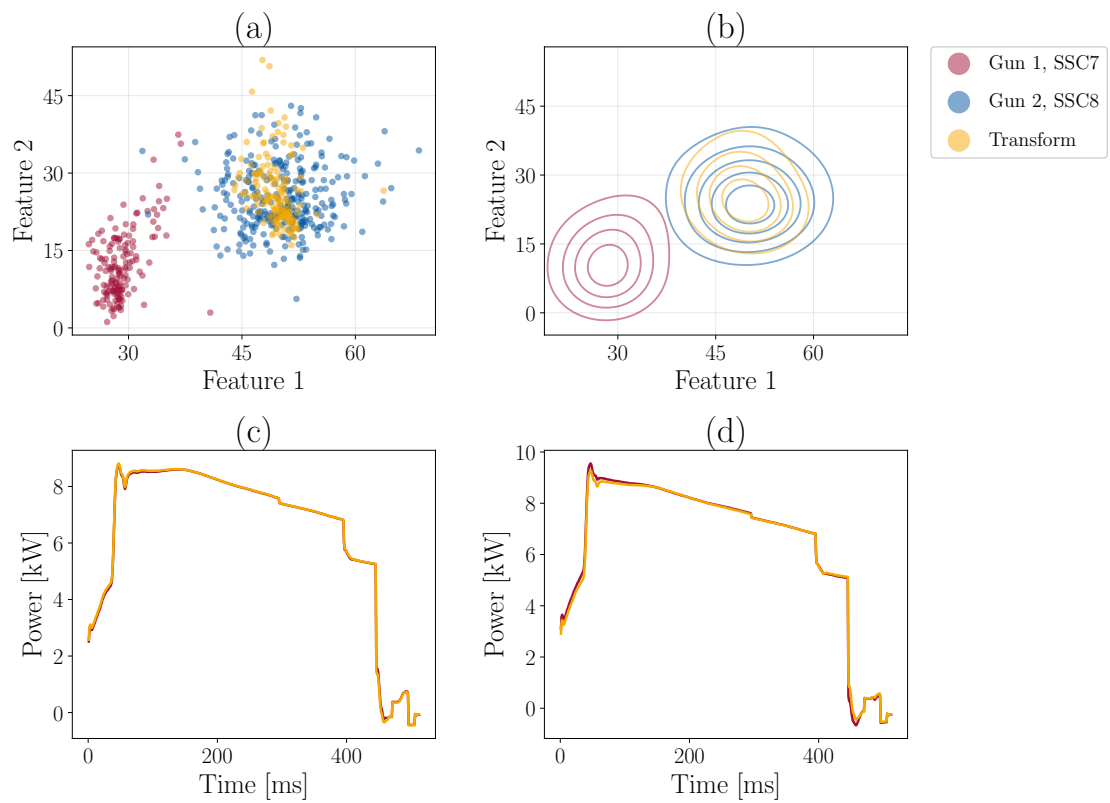 (a)
Feature 2
45
30
15
0
30 45 60
Feature 1
(b)
Feature 2
45
30
15
0
30 45 60
Feature 1
Gun 1, SSC7
Gun 2, SSC8
Transform
(c)
Power [kW]
8
6
4
2
0
0 200 400
Time [ms]
(d)
Power [kW]
10
8
6
4
2
0
0 200 400
Time [ms]